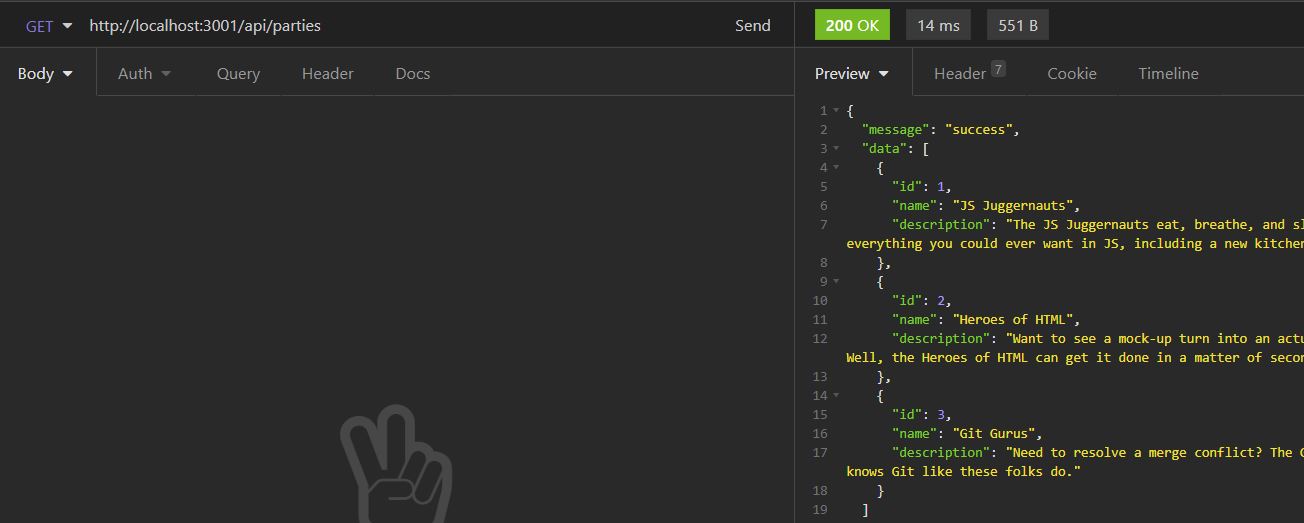 GET http://localhost:3001/api/parties Send
Body Auth Query Header Docs
200 OK 14 ms 551 B
Preview Header 7 Cookie Timeline
1 {
2 "message": "success",
3 "data": [
4 {
5 "id": 1,
6 "name": "JS Juggernauts",
7 "description": "The JS Juggernauts eat, breathe, and
everything you could ever want in JS, including a new kitchen
8 },
9 {
10 "id": 2,
11 "name": "Heroes of HTML",
12 "description": "Want to see a mock-up turn into an
Well, the Heroes of HTML can get it done in a matter of
13 },
14 {
15 "id": 3,
16 "name": "Git Gurus",
17 "description": "Need to resolve a merge conflict? The
knows Git like these folks do."
18 }
19 ]